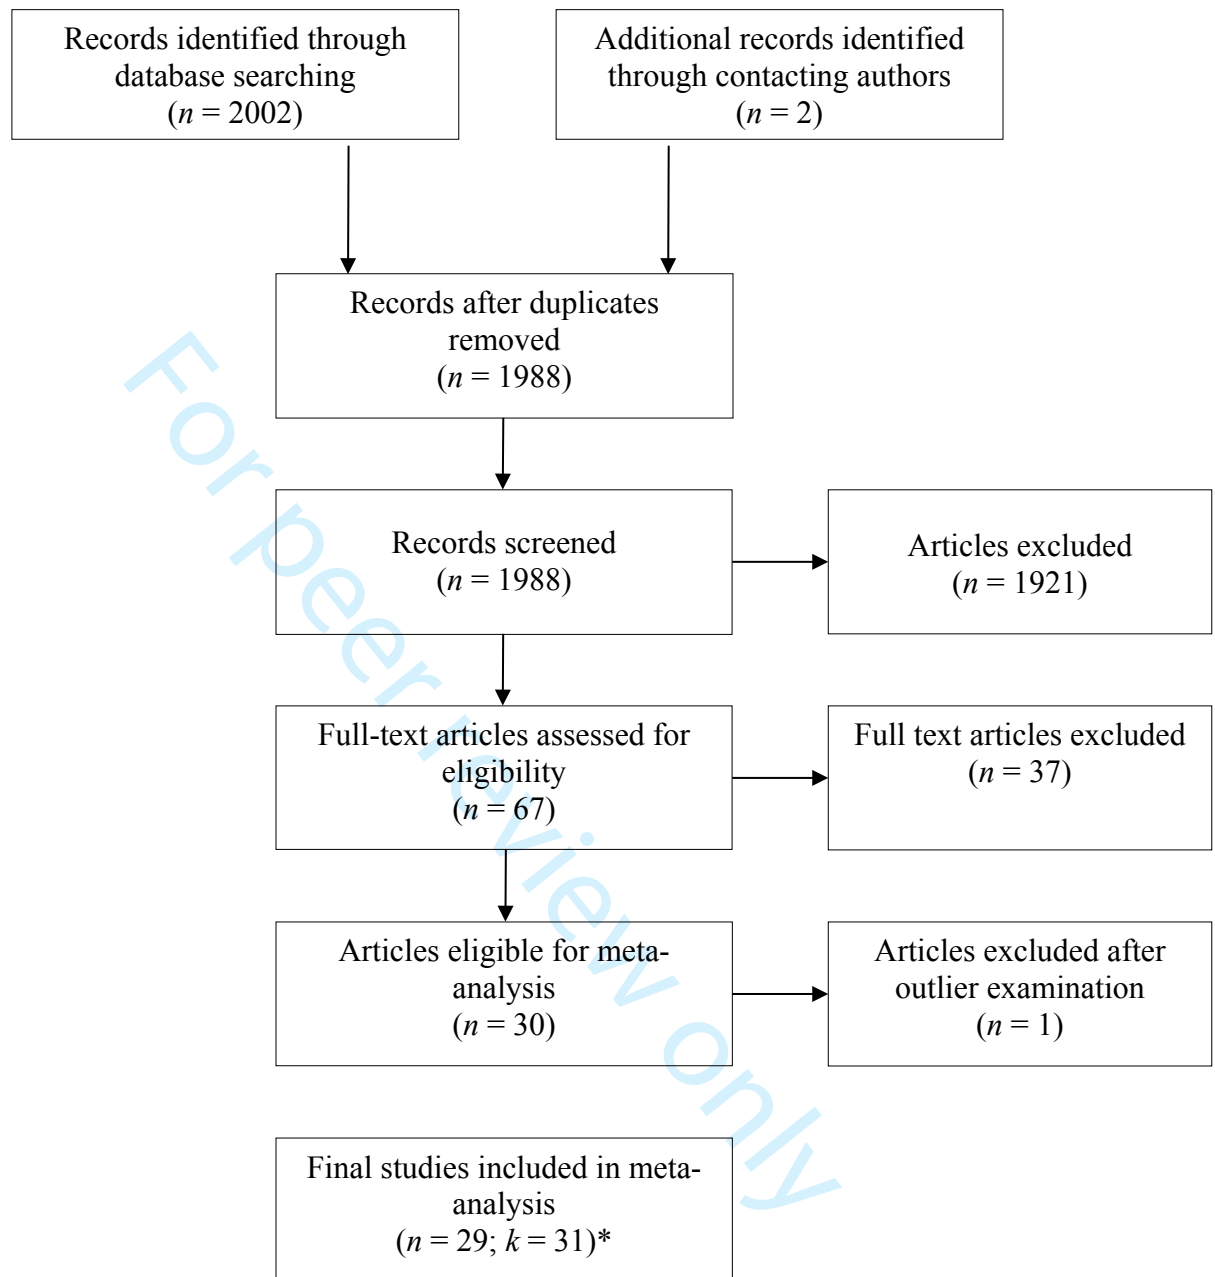 Records identified through
database searching
(n = 2002)
Additional records identified
through contacting authors
(n = 2)
Records after duplicates
removed
(n = 1988)
Records screened
(n = 1988)
Articles excluded
(n = 1921)
Full-text articles assessed for
eligibility
(n = 67)
Full text articles excluded
(n = 37)
Articles eligible for meta-
analysis
(n = 30)
Articles excluded after
outlier examination
(n = 1)
Final studies included in meta-
analysis
(n = 29; k = 31)*
For peer review only